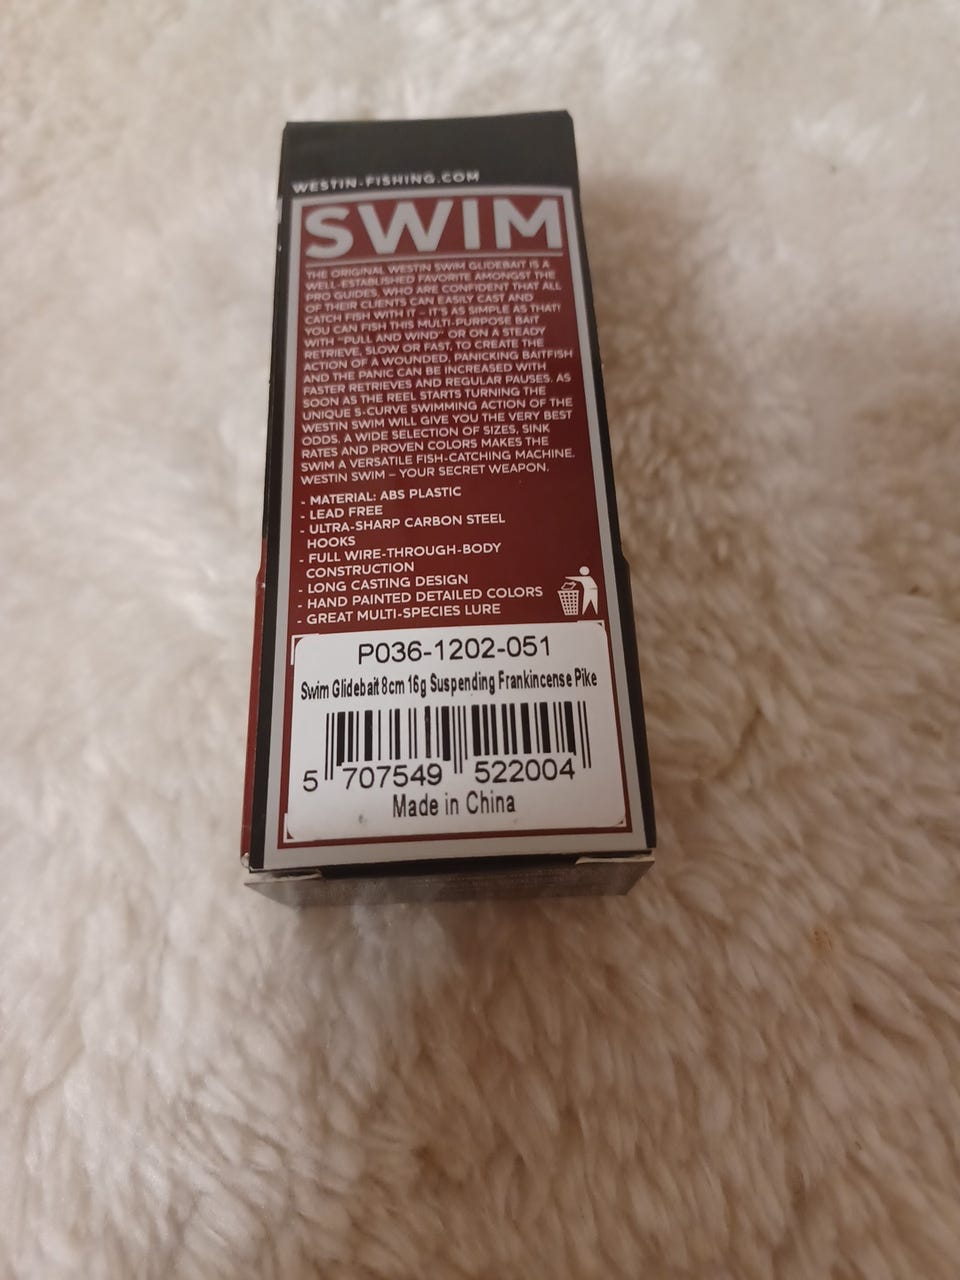 WESTIN-FISHING.COM
SWIM
THE ORIGINAL WESTIN SWIM GLIDEBAIT IS A
WELL-ESTABLISHED FAVORITE AMONGST THE
PRO GUIDES, WHO ARE CONFIDENT THAT ALL
OF THEIR CLIENTS CAN EASILY CAST AND
CATCH FISH WITH IT – IT'S AS SIMPLE AS THAT!
YOU CAN FISH THIS MULTI-PURPOSE BAIT
WITH "PULL AND WIND" OR ON A STEADY
RETRIEVE, SLOW OR FAST, TO CREATE THE
ACTION OF A WOUNDED, PANICKING BAITFISH
AND THE PANIC CAN BE INCREASED WITH
FASTER RETRIEVES AND REGULAR PAUSES. AS
SOON AS THE REEL STARTS TURNING THE
UNIQUE S-CURVE SWIMMING ACTION OF THE
WESTIN SWIM WILL GIVE YOU THE VERY BEST
ODDS. A WIDE SELECTION OF SIZES, SINK
RATES AND PROVEN COLORS MAKES THE
SWIM A VERSATILE FISH-CATCHING MACHINE.
WESTIN SWIM – YOUR SECRET WEAPON.
- MATERIAL: ABS PLASTIC
- LEAD FREE
- ULTRA-SHARP CARBON STEEL
HOOKS
- FULL WIRE-THROUGH-BODY
CONSTRUCTION
- LONG CASTING DESIGN
- HAND PAINTED DETAILED COLORS
- GREAT MULTI-SPECIES LURE
P036-1202-051
Swim Glidebait 8cm 16g Suspending Frankincense Pike
5 707549 522004
Made in China